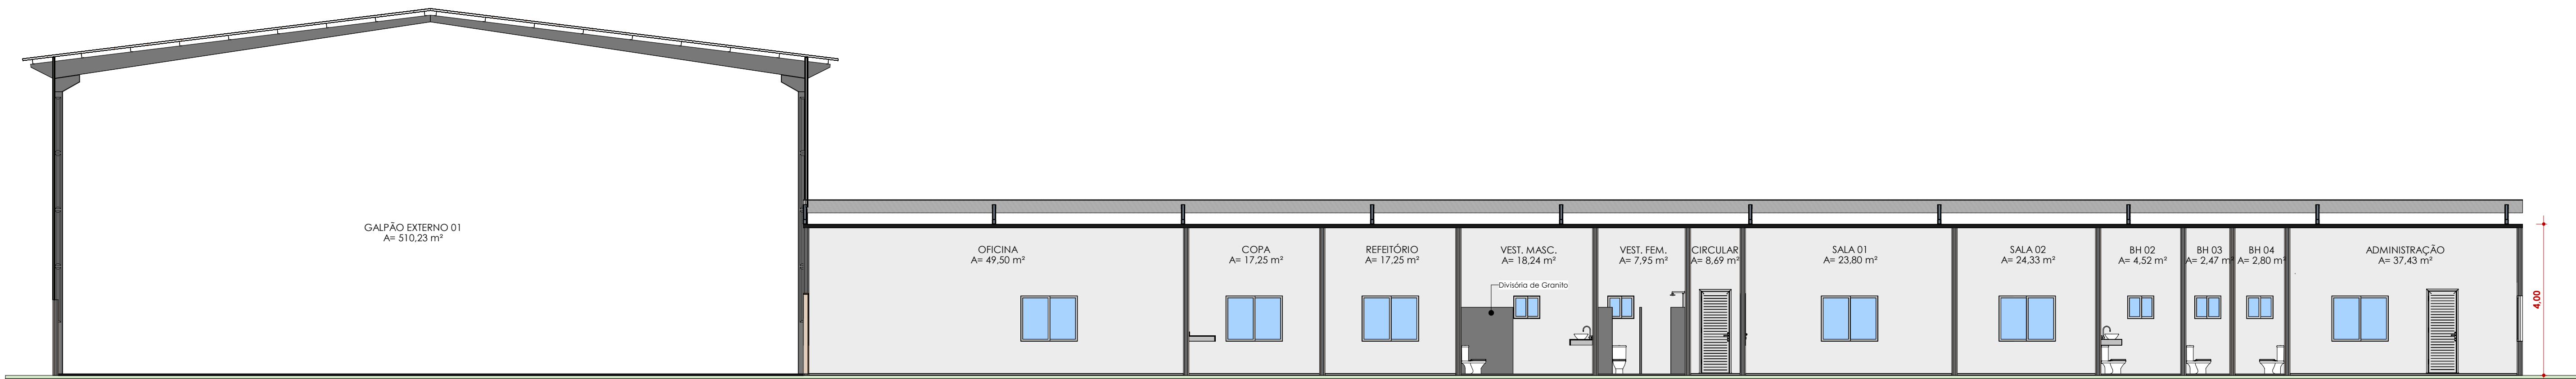 GALPÃO EXTERNO 01
A= 510,23 m²
OFICINA
A= 49,50 m²
COPA
A= 17,25 m²
REFEITÓRIO
A= 17,25 m²
VEST. MASC.
A= 18,24 m²
Divisória de Granito
VEST. FEM.
A= 7,95 m²
CIRCULAR
A= 8,69 m²
SALA 01
A= 23,80 m²
SALA 02
A= 24,33 m²
BH 02
A= 4,52 m²
BH 03
A= 2,47 m²
BH 04
A= 2,80 m²
ADMINISTRAÇÃO
A= 37,43 m²
4,00